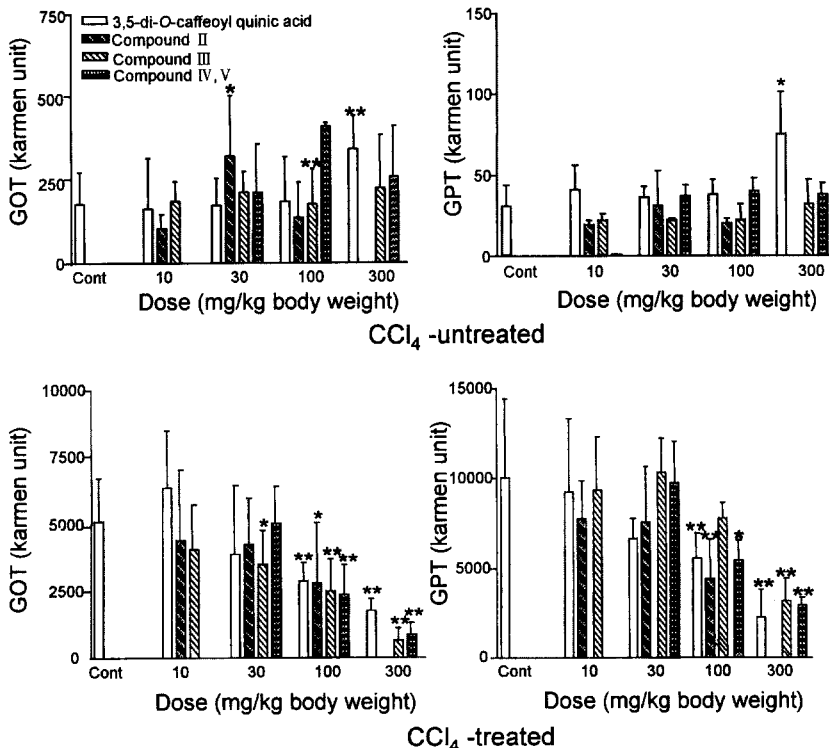 750
500
250
0
GOT (karmen unit)
3,5-di-O-caffeoyl quinic acid
Compound Ⅱ
Compound Ⅲ
Compound Ⅳ, Ⅴ
*
**
**
Cont 10 30 100 300
Dose (mg/kg body weight)
150
100
50
0
GPT (karmen unit)
*
Cont 10 30 100 300
Dose (mg/kg body weight)
CCl₄ -untreated
10000
7500
5000
2500
0
GOT (karmen unit)
*
** * ** **
** ** **
Cont 10 30 100 300
Dose (mg/kg body weight)
15000
10000
5000
0
GPT (karmen unit)
** ** *
** ** **
Cont 10 30 100 300
Dose (mg/kg body weight)
CCl₄ -treated